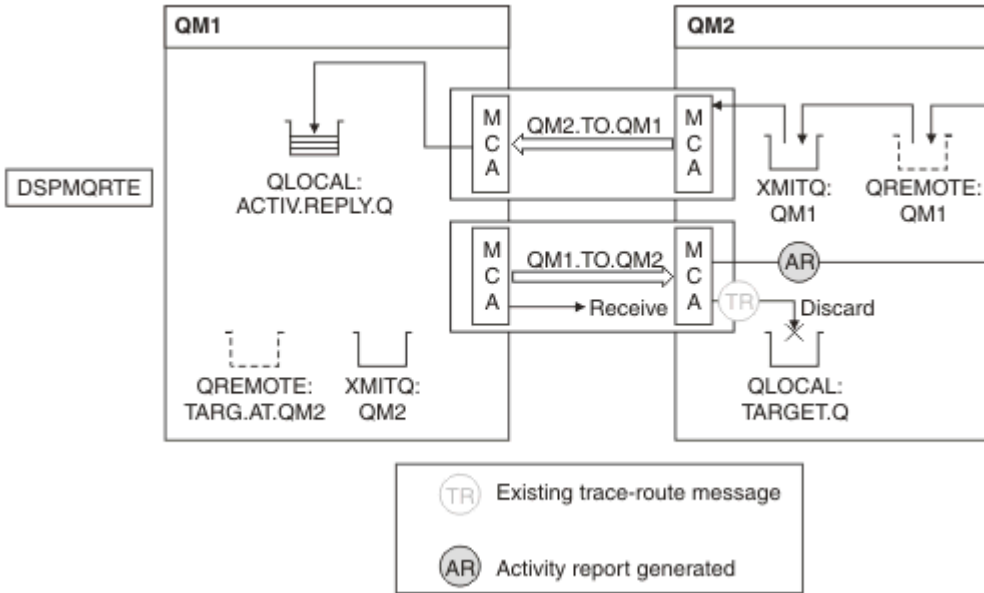 QM1
QM2
M
C
A
QM2.TO.QM1
M
C
A
DSPMQRTE
QLOCAL:
ACTIV.REPLY.Q
XMITQ:
QM1
QREMOTE:
QM1
M
C
A
QM1.TO.QM2
Receive
M
C
A
AR
TR
Discard
QREMOTE:
TARG.AT.QM2
XMITQ:
QM2
QLOCAL:
TARGET.Q
TR Existing trace-route message
AR Activity report generated